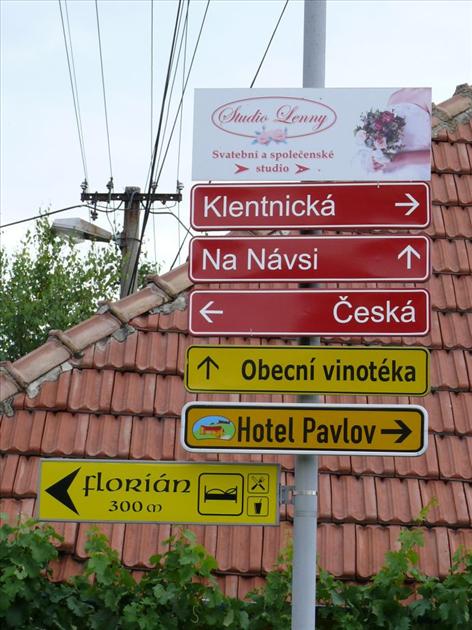 Studio Lenny
Svatební a společenské
studio
Klentnická
Na Návsi
Česká
Obecní vinotéka
Hotel Pavlov
florián
300 m